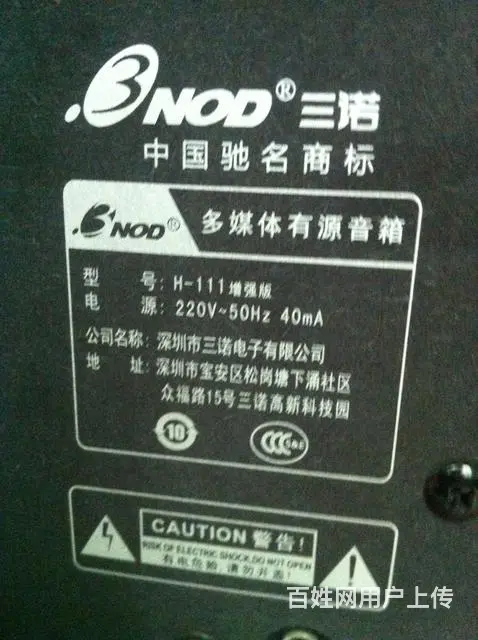 3NOD® 三诺
中国驰名商标
3NOD® 多媒体有源音箱
型 号: H-111增强版
电 源: 220V~50Hz 40mA
公司名称: 深圳市三诺电子有限公司
地 址: 深圳市宝安区松岗塘下涌社区
众福路15号三诺高新科技园
10
CCC S&E
CAUTION 警告!
RISK OF ELECTRIC SHOCK.DO NOT OPEN
有电危险, 请勿开盖!
百姓网用户上传